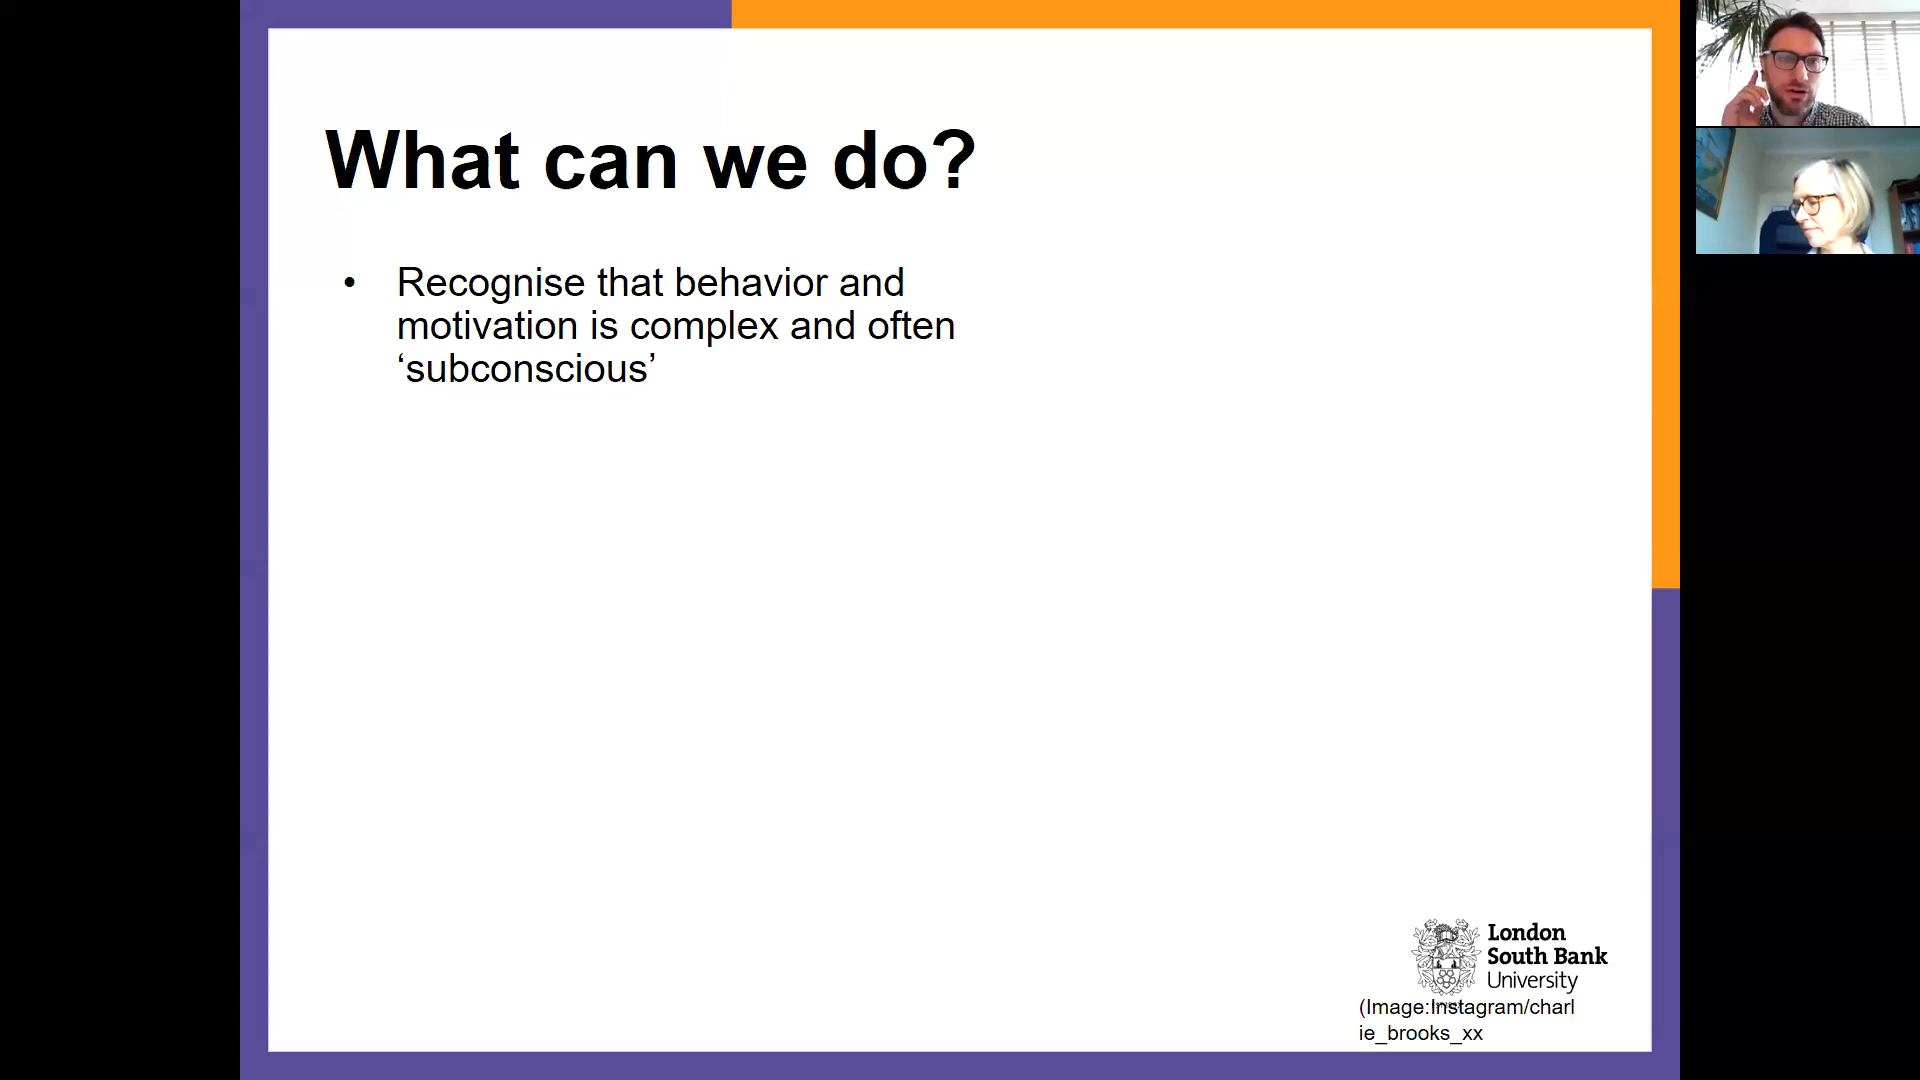 What can we do?
• Recognise that behavior and
motivation is complex and often
‘subconscious’
London
South Bank
University
(Image:Instagram/charl
ie_brooks_xx